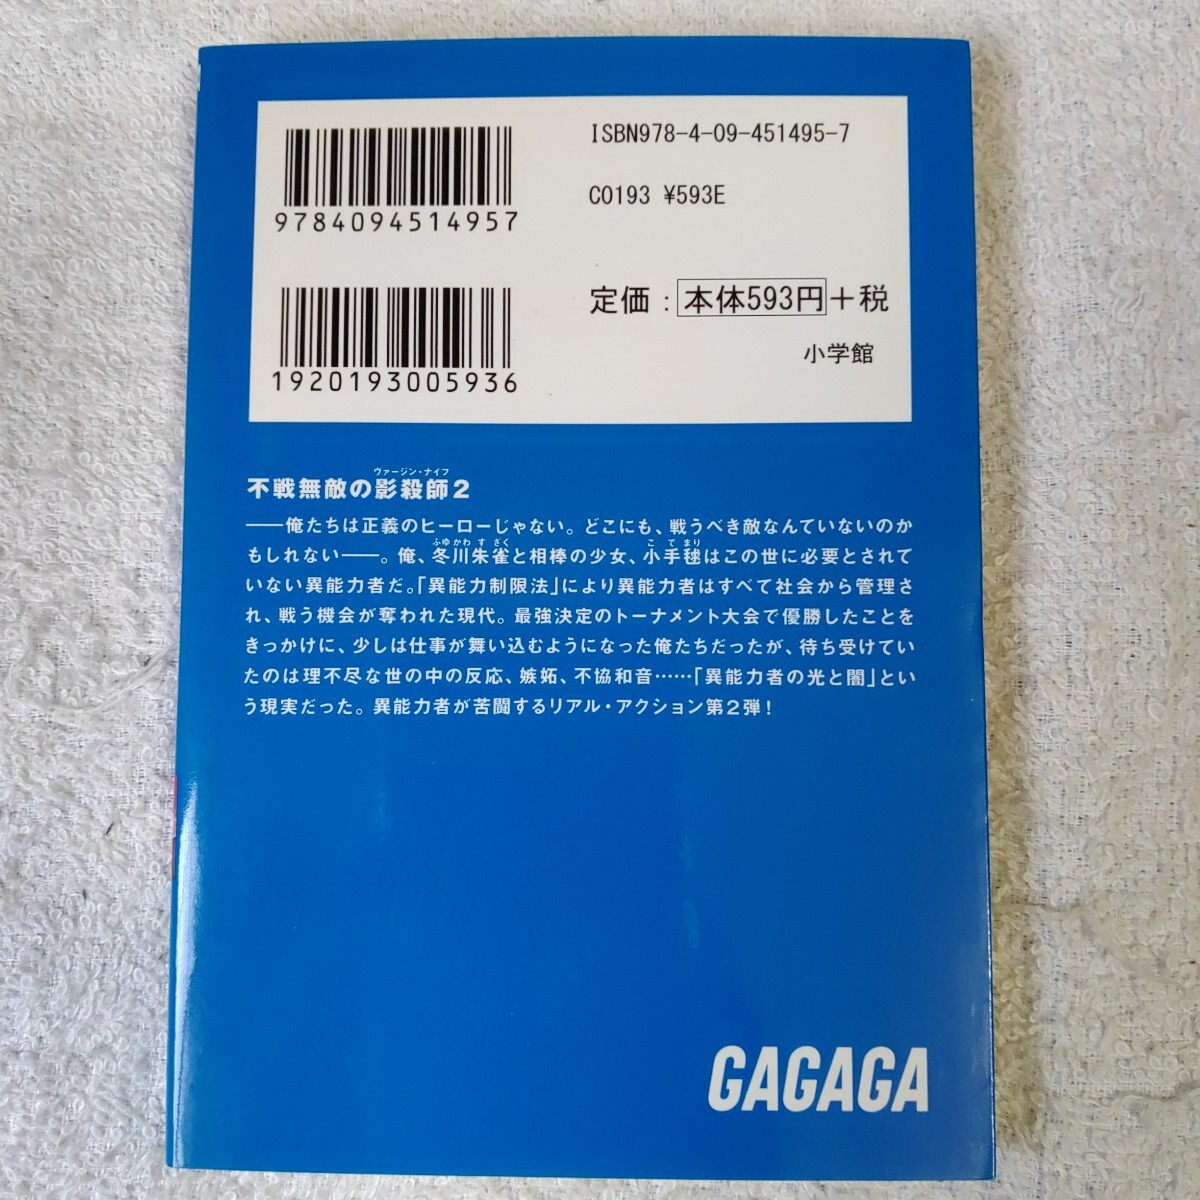 ISBN978-4-09-451495-7
9784094514957
C0193 ¥593E
定価：本体593円＋税
1920193005936
小学館
ヴァージン・ナイフ
不戦無敵の影殺師2
――俺たちは正義のヒーローじゃない。どこにも、戦うべき敵なんていないのか
もしれない――。俺、冬川朱雀と相棒の少女、小手毬はこの世に必要とされて
ふゆかわ す ざく
こ で まり
いない異能力者だ。「異能力制限法」により異能力者はすべて社会から管理さ
れ、戦う機会が奪われた現代。最強決定のトーナメント大会で優勝したことを
きっかけに、少しは仕事が舞い込むようになった俺たちだったが、待ち受けてい
たのは理不尽な世の中の反応、嫉妬、不協和音……「異能力者の光と闇」とい
う現実だった。異能力者が苦闘するリアル・アクション第2弾！
GAGAGA